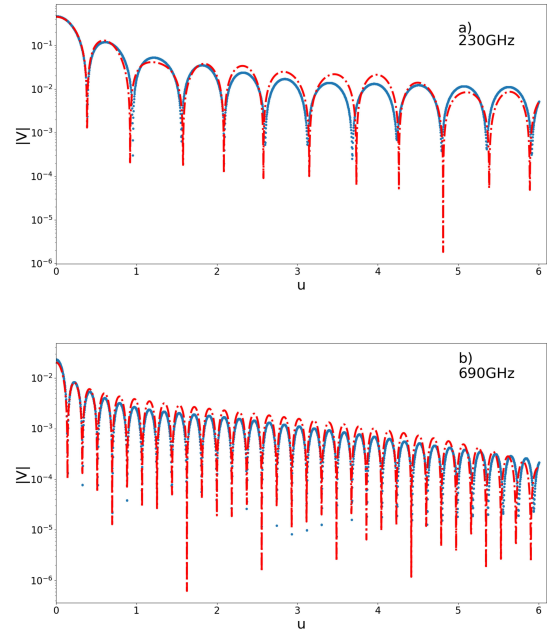 a)
230GHz
|V|
10⁻¹
10⁻²
10⁻³
10⁻⁴
10⁻⁵
10⁻⁶
0 1 2 3 4 5 6
u
b)
690GHz
|V|
10⁻²
10⁻³
10⁻⁴
10⁻⁵
10⁻⁶
0 1 2 3 4 5 6
u